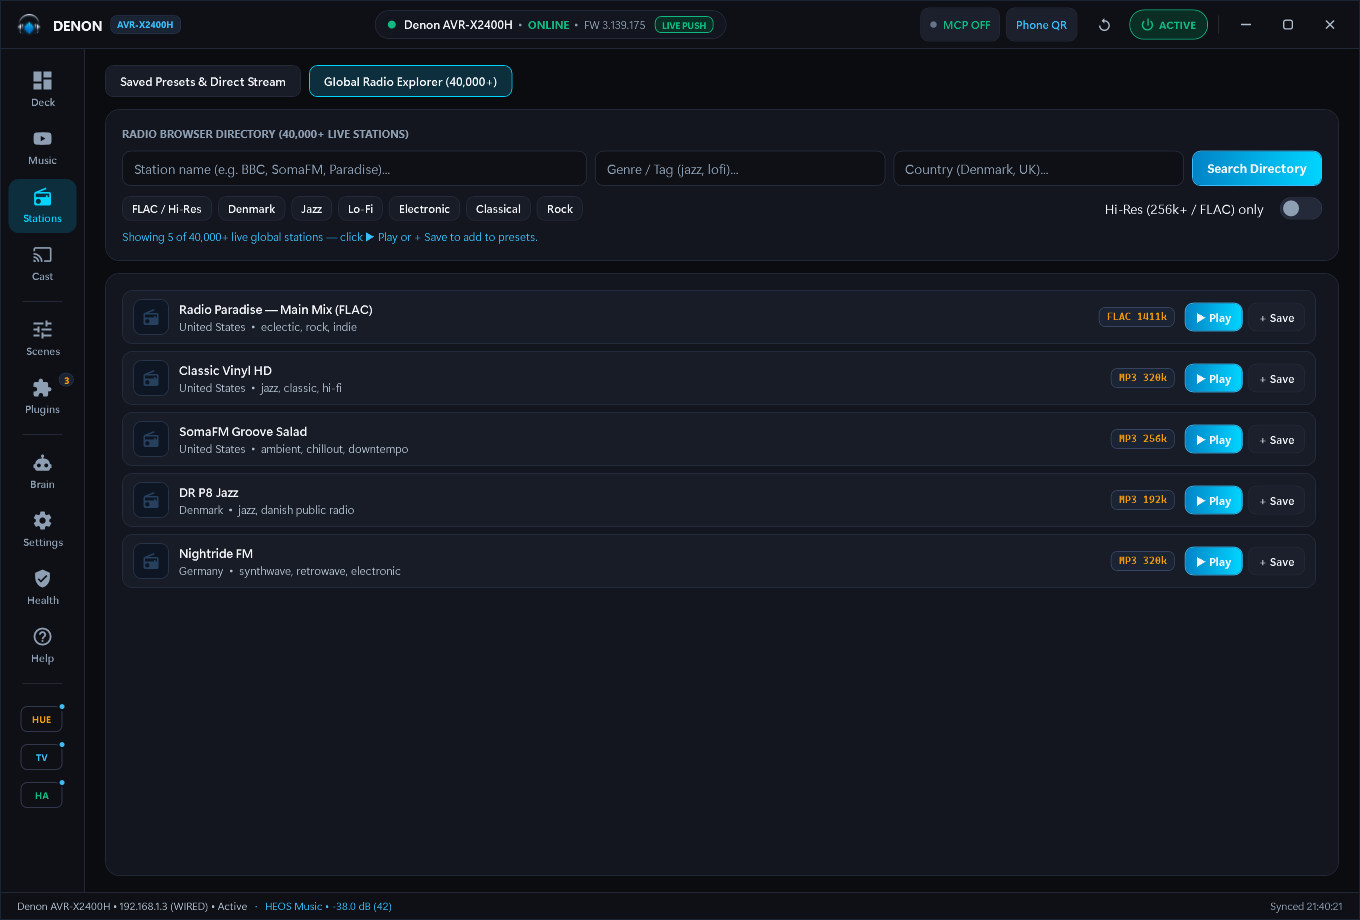 DENON AVR-X2400H
Denon AVR-X2400H • ONLINE • FW 3.139.175 LIVE PUSH
MCP OFF
Phone QR
ACTIVE
Deck
Music
Stations
Cast
Scenes
3
Plugins
Brain
Settings
Health
Help
HUE
TV
HA
Saved Presets & Direct Stream
Global Radio Explorer (40,000+)
RADIO BROWSER DIRECTORY (40,000+ LIVE STATIONS)
Station name (e.g. BBC, SomaFM, Paradise)...
Genre / Tag (jazz, lofi)...
Country (Denmark, UK)...
Search Directory
FLAC / Hi-Res
Denmark
Jazz
Lo-Fi
Electronic
Classical
Rock
Hi-Res (256k+ / FLAC) only
Showing 5 of 40,000+ live global stations — click ▶ Play or + Save to add to presets.
Radio Paradise — Main Mix (FLAC)
United States • eclectic, rock, indie
FLAC 1411k
▶ Play
+ Save
Classic Vinyl HD
United States • jazz, classic, hi-fi
MP3 320k
▶ Play
+ Save
SomaFM Groove Salad
United States • ambient, chillout, downtempo
MP3 256k
▶ Play
+ Save
DR P8 Jazz
Denmark • jazz, danish public radio
MP3 192k
▶ Play
+ Save
Nightride FM
Germany • synthwave, retrowave, electronic
MP3 320k
▶ Play
+ Save
Denon AVR-X2400H • 192.168.1.3 (WIRED) • Active · HEOS Music • -38.0 dB (42)
Synced 21:40:21